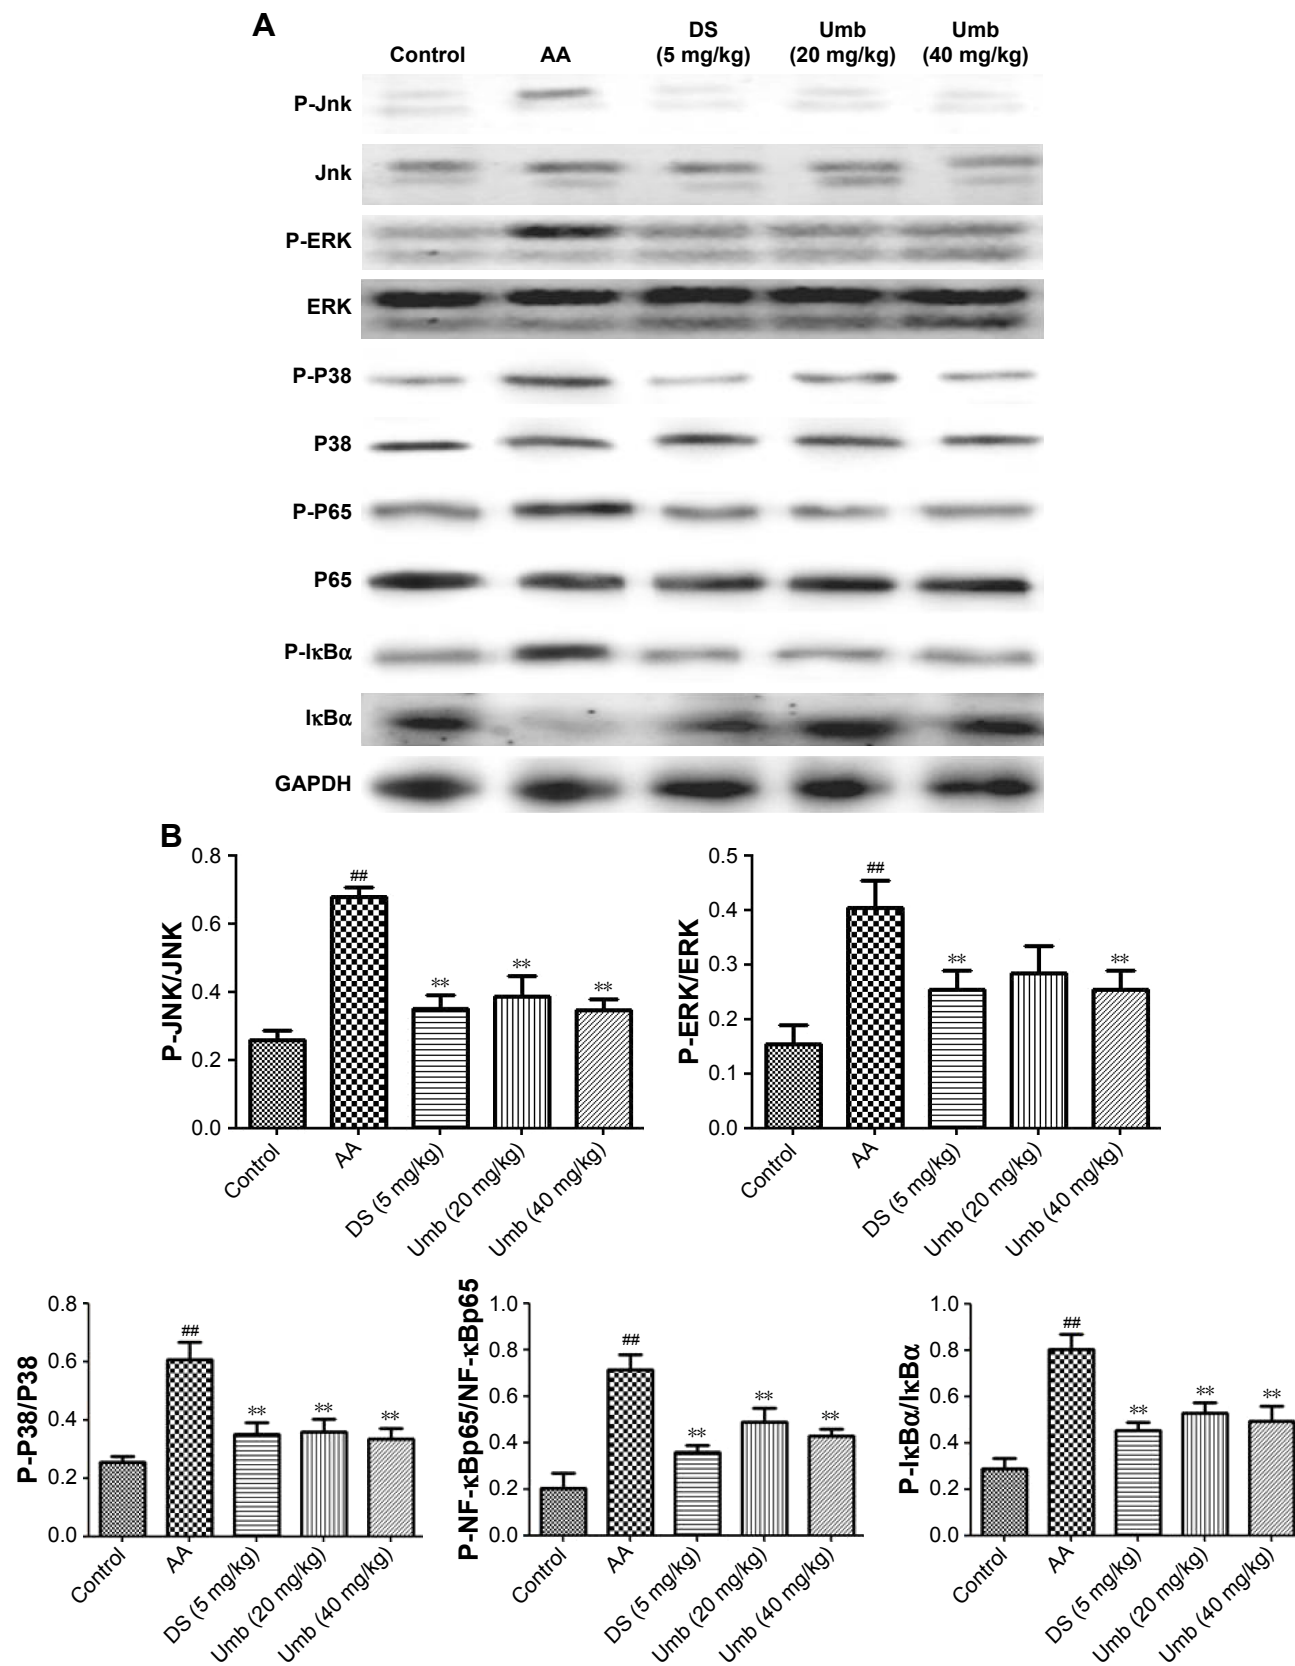 A
Control
AA
DS
(5 mg/kg)
Umb
(20 mg/kg)
Umb
(40 mg/kg)
P-Jnk
Jnk
P-ERK
ERK
P-P38
P38
P-P65
P65
P-IκBα
IκBα
GAPDH
B
P-JNK/JNK
0.8
0.6
0.4
0.2
0.0
##
**
**
**
Control
AA
DS (5 mg/kg)
Umb (20 mg/kg)
Umb (40 mg/kg)
P-ERK/ERK
0.5
0.4
0.3
0.2
0.1
0.0
##
**
**
Control
AA
DS (5 mg/kg)
Umb (20 mg/kg)
Umb (40 mg/kg)
P-P38/P38
0.8
0.6
0.4
0.2
0.0
##
**
**
**
Control
AA
DS (5 mg/kg)
Umb (20 mg/kg)
Umb (40 mg/kg)
P-NF-κBp65/NF-κBp65
1.0
0.8
0.6
0.4
0.2
0.0
##
**
**
**
Control
AA
DS (5 mg/kg)
Umb (20 mg/kg)
Umb (40 mg/kg)
P-IκBα/IκBα
1.0
0.8
0.6
0.4
0.2
0.0
##
**
**
**
Control
AA
DS (5 mg/kg)
Umb (20 mg/kg)
Umb (40 mg/kg)